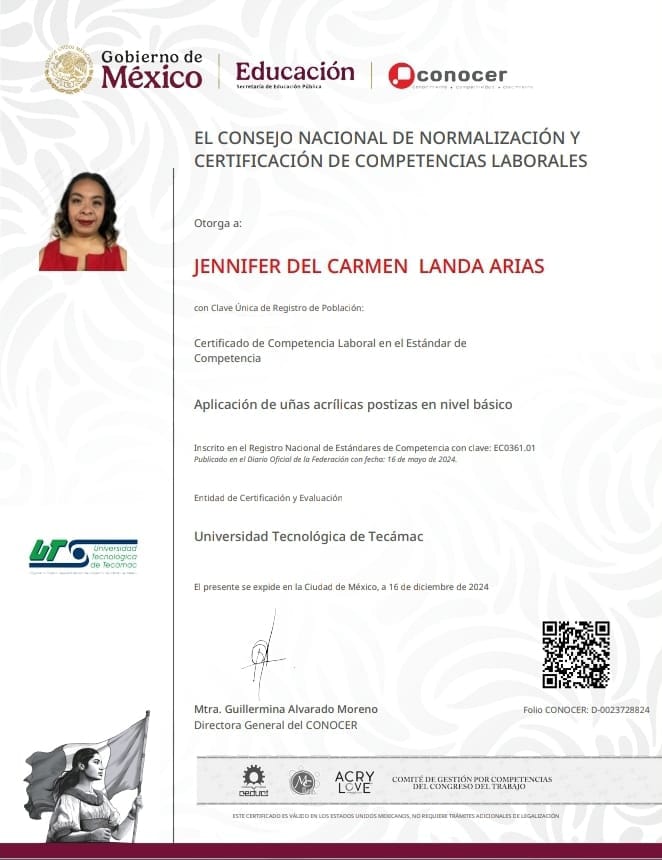 Gobierno de
México
Educación
Secretaría de Educación Pública
conocer
conocimiento • competitividad • crecimiento
EL CONSEJO NACIONAL DE NORMALIZACIÓN Y
CERTIFICACIÓN DE COMPETENCIAS LABORALES
Otorga a:
JENNIFER DEL CARMEN LANDA ARIAS
con Clave Única de Registro de Población:
Certificado de Competencia Laboral en el Estándar de
Competencia
Aplicación de uñas acrílicas postizas en nivel básico
Inscrito en el Registro Nacional de Estándares de Competencia con clave: EC0361.01
Publicado en el Diario Oficial de la Federación con fecha: 16 de mayo de 2024.
Entidad de Certificación y Evaluación
Universidad Tecnológica de Tecámac
UT
Universidad
Tecnológica
de Tecámac
El presente se expide en la Ciudad de México, a 16 de diciembre de 2024
Mtra. Guillermina Alvarado Moreno
Directora General del CONOCER
Folio CONOCER: D-0023728824
oeduct
ACRY
LOVE
COMITÉ DE GESTIÓN POR COMPETENCIAS
DEL CONGRESO DEL TRABAJO
ESTE CERTIFICADO ES VÁLIDO EN LOS ESTADOS UNIDOS MEXICANOS, NO REQUIERE TRÁMITES ADICIONALES DE LEGALIZACIÓN